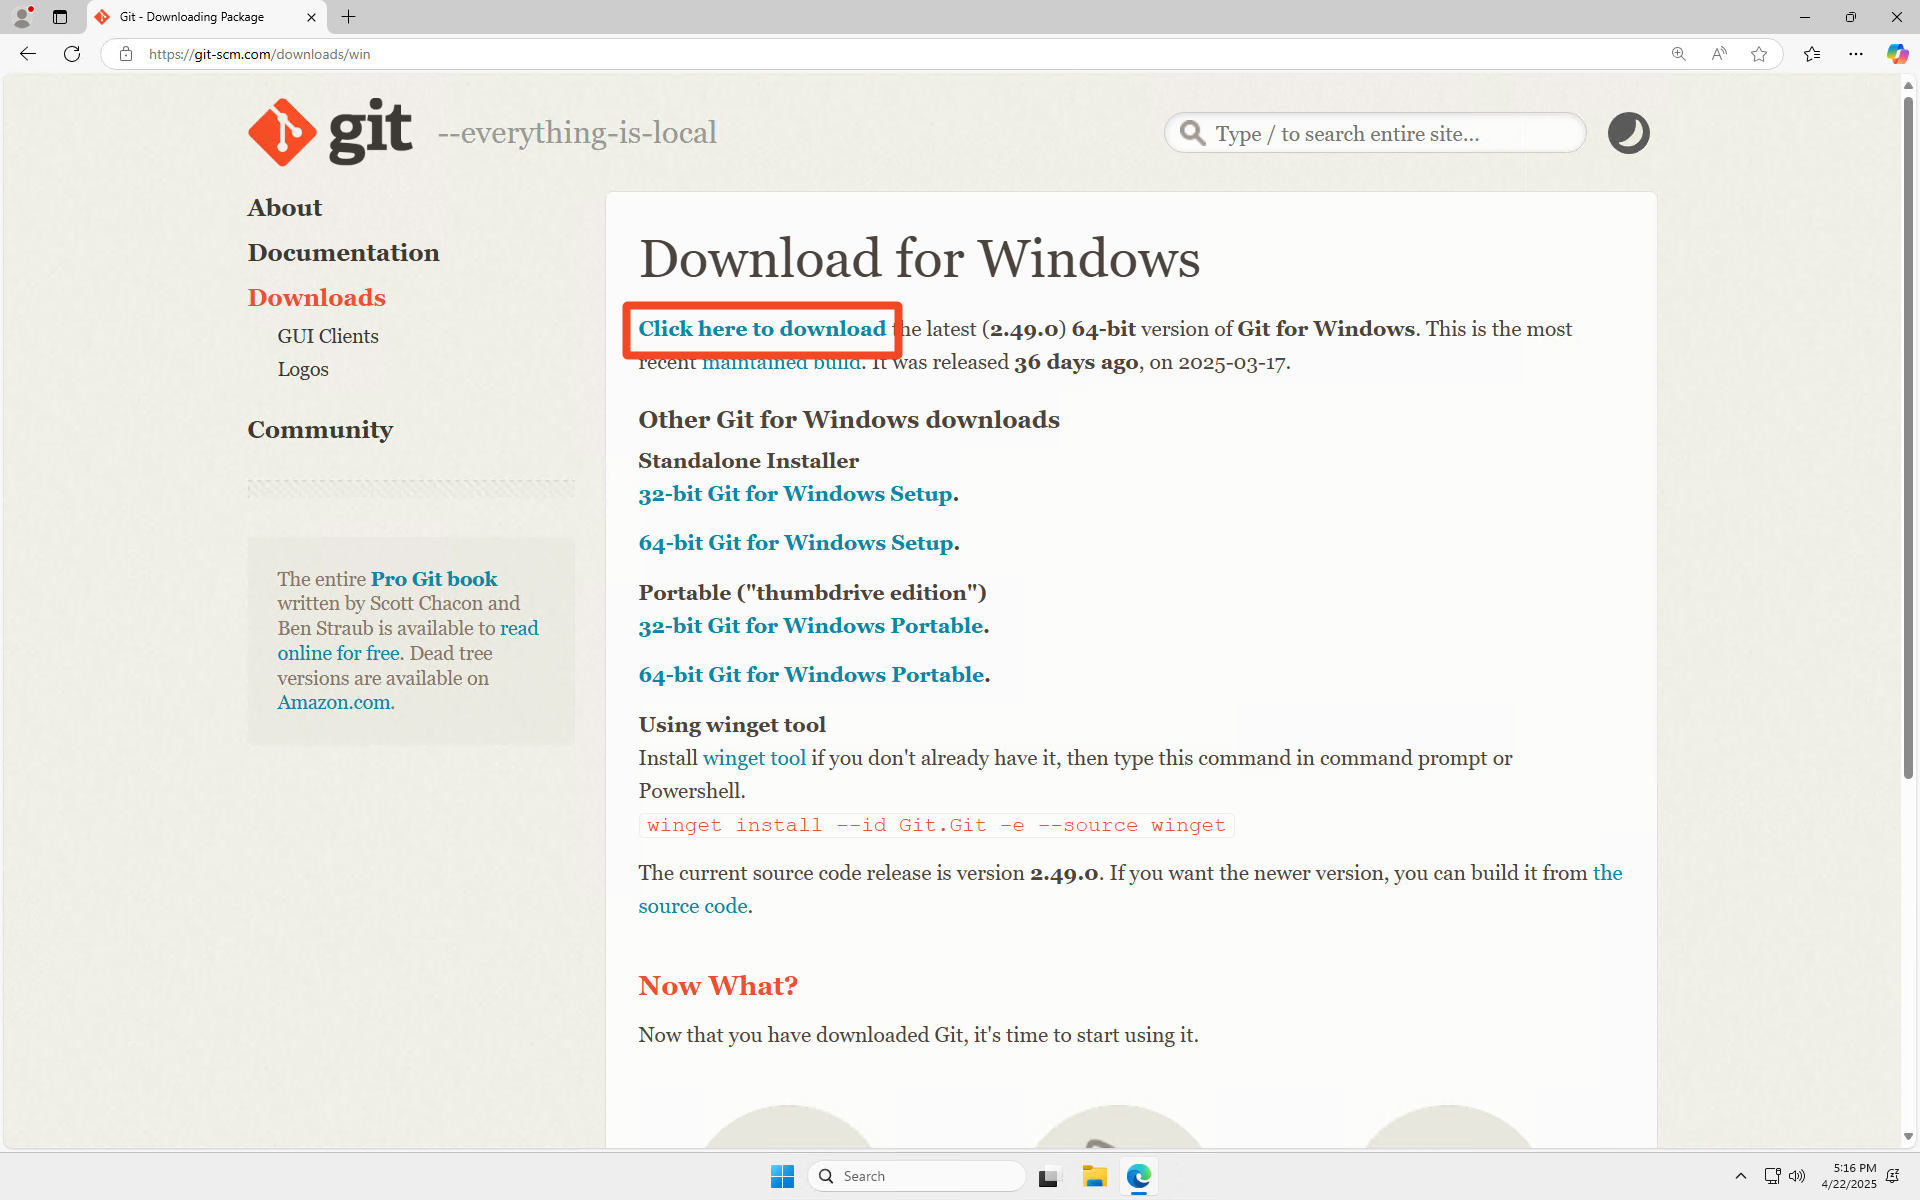 Git - Downloading Package
https://git-scm.com/downloads/win
git --everything-is-local
Type / to search entire site...
About
Documentation
Downloads
GUI Clients
Logos
Community
The entire Pro Git book
written by Scott Chacon and
Ben Straub is available to read
online for free. Dead tree
versions are available on
Amazon.com.
Download for Windows
Click here to download the latest (2.49.0) 64-bit version of Git for Windows. This is the most
recent maintained build. It was released 36 days ago, on 2025-03-17.
Other Git for Windows downloads
Standalone Installer
32-bit Git for Windows Setup.
64-bit Git for Windows Setup.
Portable ("thumbdrive edition")
32-bit Git for Windows Portable.
64-bit Git for Windows Portable.
Using winget tool
Install winget tool if you don't already have it, then type this command in command prompt or
Powershell.
winget install --id Git.Git -e --source winget
The current source code release is version 2.49.0. If you want the newer version, you can build it from the
source code.
Now What?
Now that you have downloaded Git, it's time to start using it.
Search
5:16 PM
4/22/2025